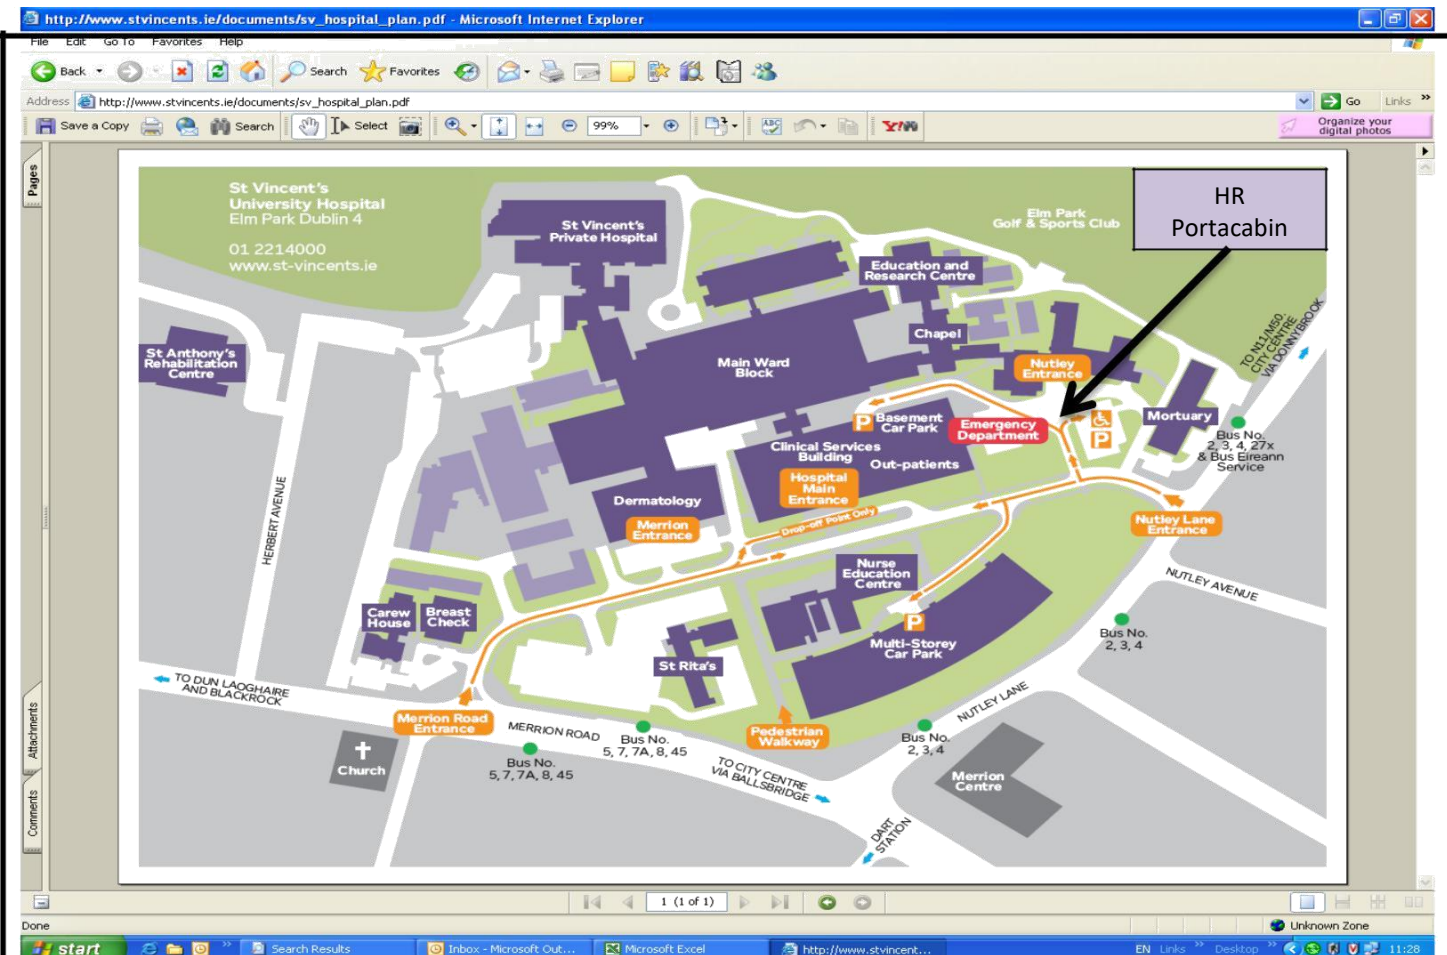 http://www.stvincents.ie/documents/sv_hospital_plan.pdf - Microsoft Internet Explorer
File Edit Go To Favorites Help
Back Search Favorites
Address http://www.stvincents.ie/documents/sv_hospital_plan.pdf Go Links
Save a Copy Search Select 99% Y! Organize your
digital photos
Pages
Attachments
Comments
St Vincent's
University Hospital
Elm Park Dublin 4
01 2214000
www.st-vincents.ie
St Vincent's
Private Hospital
Elm Park
Golf & Sports Club
HR
Portacabin
Education and
Research Centre
Chapel
TO N11/M50,
CITY CENTRE
VIA DONNYBROOK
St Anthony's
Rehabilitation
Centre
Main Ward
Block
Nutley
Entrance
P Basement
Car Park
Emergency
Department
P
Mortuary
Bus No.
2, 3, 4, 27x
& Bus Eireann
Service
Clinical Services
Building
Out-patients
Hospital
Main
Entrance
Dermatology
Merrion
Entrance
Drop-off Point Only
Nutley Lane
Entrance
HERBERT AVENUE
Nurse
Education
Centre
NUTLEY AVENUE
Carew
House
Breast
Check
P
Multi-Storey
Car Park
Bus No.
2, 3, 4
St Rita's
TO DUN LAOGHAIRE
AND BLACKROCK
NUTLEY LANE
Merrion Road
Entrance
MERRION ROAD
Bus No.
5, 7, 7A, 8, 45
Pedestrian
Walkway
Bus No.
2, 3, 4
Church
Bus No.
5, 7, 7A, 8, 45
TO CITY CENTRE
VIA BALLSBRIDGE
Merrion
Centre
DART
STATION
1 (1 of 1)
Done Unknown Zone
start Search Results Inbox - Microsoft Out... Microsoft Excel http://www.stvincent... EN Links Desktop 11:28